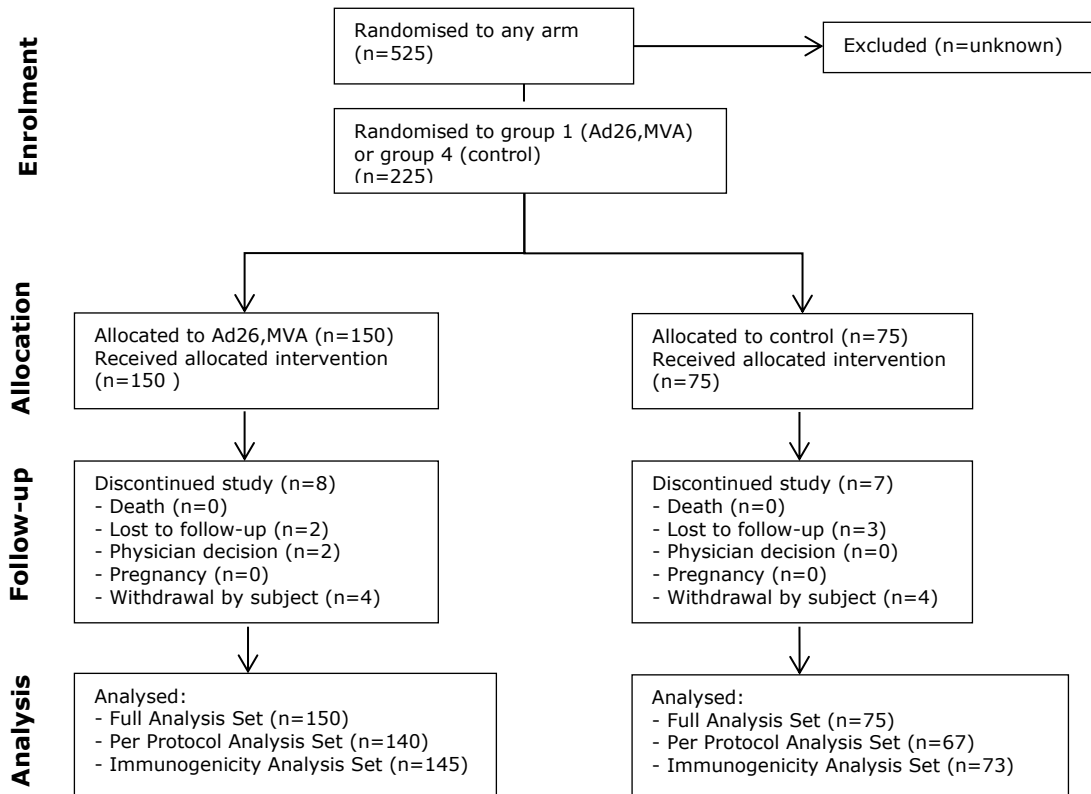 Enrolment
Randomised to any arm
(n=525)
Excluded (n=unknown)
Randomised to group 1 (Ad26,MVA)
or group 4 (control)
(n=225)
Allocation
Allocated to Ad26,MVA (n=150)
Received allocated intervention
(n=150 )
Allocated to control (n=75)
Received allocated intervention
(n=75)
Follow-up
Discontinued study (n=8)
- Death (n=0)
- Lost to follow-up (n=2)
- Physician decision (n=2)
- Pregnancy (n=0)
- Withdrawal by subject (n=4)
Discontinued study (n=7)
- Death (n=0)
- Lost to follow-up (n=3)
- Physician decision (n=0)
- Pregnancy (n=0)
- Withdrawal by subject (n=4)
Analysis
Analysed:
- Full Analysis Set (n=150)
- Per Protocol Analysis Set (n=140)
- Immunogenicity Analysis Set (n=145)
Analysed:
- Full Analysis Set (n=75)
- Per Protocol Analysis Set (n=67)
- Immunogenicity Analysis Set (n=73)